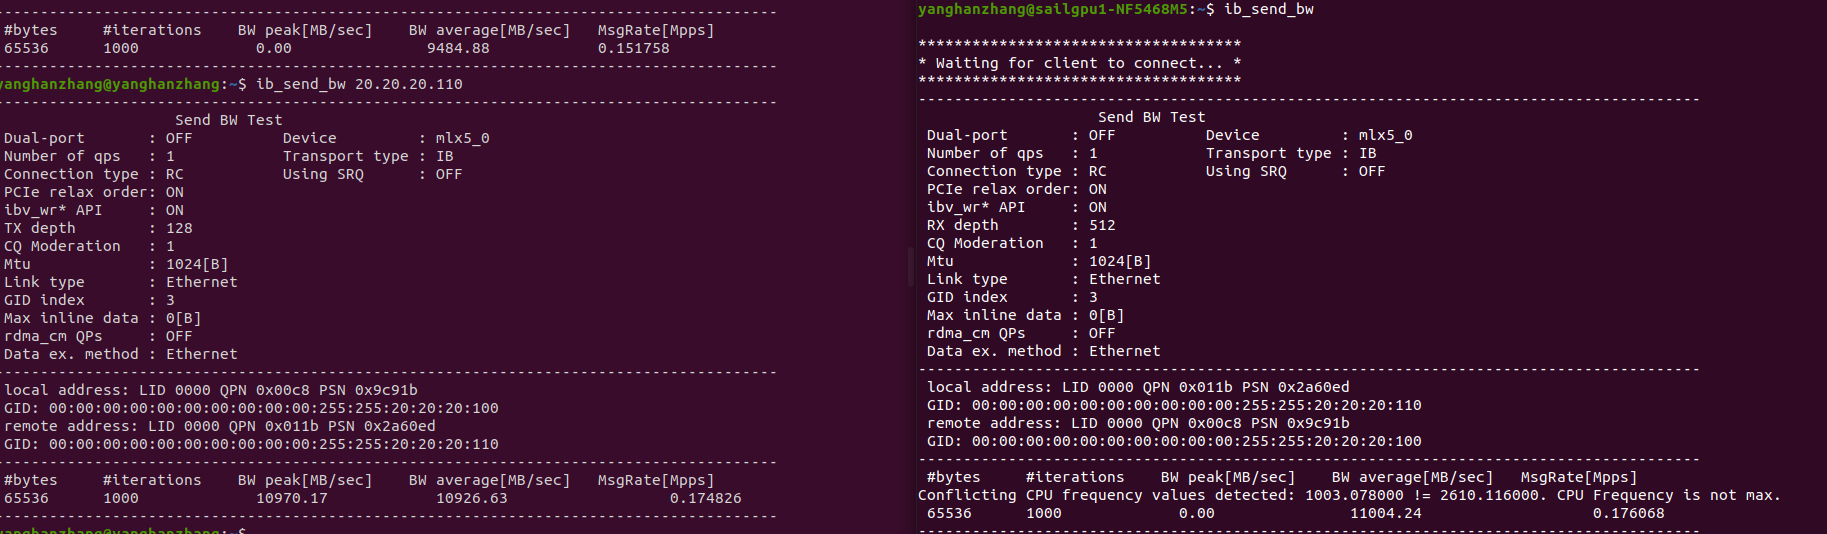 --------------------------------------------------------------------------------------
#bytes     #iterations    BW peak[MB/sec]    BW average[MB/sec]   MsgRate[Mpps]
65536      1000             0.00               9484.88            0.151758
--------------------------------------------------------------------------------------
yanghanzhang@yanghanzhang:~$ ib_send_bw 20.20.20.110
--------------------------------------------------------------------------------------
Send BW Test
Dual-port       : OFF          Device         : mlx5_0
Number of qps   : 1            Transport type : IB
Connection type : RC           Using SRQ      : OFF
PCIe relax order: ON
ibv_wr* API     : ON
TX depth        : 128
CQ Moderation   : 1
Mtu             : 1024[B]
Link type       : Ethernet
GID index       : 3
Max inline data : 0[B]
rdma_cm QPs     : OFF
Data ex. method : Ethernet
--------------------------------------------------------------------------------------
local address: LID 0000 QPN 0x00c8 PSN 0x9c91b
GID: 00:00:00:00:00:00:00:00:00:00:255:255:20:20:20:100
remote address: LID 0000 QPN 0x011b PSN 0x2a60ed
GID: 00:00:00:00:00:00:00:00:00:00:255:255:20:20:20:110
--------------------------------------------------------------------------------------
#bytes     #iterations    BW peak[MB/sec]    BW average[MB/sec]   MsgRate[Mpps]
65536      1000             10970.17            10926.63                  0.174826
--------------------------------------------------------------------------------------
yanghanzhang@yanghanzhang:~$
yanghanzhang@sailgpu1-NF5468M5:~$ ib_send_bw
************************************
* Waiting for client to connect... *
************************************
--------------------------------------------------------------------------------------
Send BW Test
Dual-port       : OFF          Device         : mlx5_0
Number of qps   : 1            Transport type : IB
Connection type : RC           Using SRQ      : OFF
PCIe relax order: ON
ibv_wr* API     : ON
RX depth        : 512
CQ Moderation   : 1
Mtu             : 1024[B]
Link type       : Ethernet
GID index       : 3
Max inline data : 0[B]
rdma_cm QPs     : OFF
Data ex. method : Ethernet
--------------------------------------------------------------------------------------
local address: LID 0000 QPN 0x011b PSN 0x2a60ed
GID: 00:00:00:00:00:00:00:00:00:00:255:255:20:20:20:110
remote address: LID 0000 QPN 0x00c8 PSN 0x9c91b
GID: 00:00:00:00:00:00:00:00:00:00:255:255:20:20:20:100
--------------------------------------------------------------------------------------
#bytes     #iterations    BW peak[MB/sec]    BW average[MB/sec]   MsgRate[Mpps]
Conflicting CPU frequency values detected: 1003.078000 != 2610.116000. CPU Frequency is not max.
65536      1000             0.00               11004.24                  0.176068
--------------------------------------------------------------------------------------